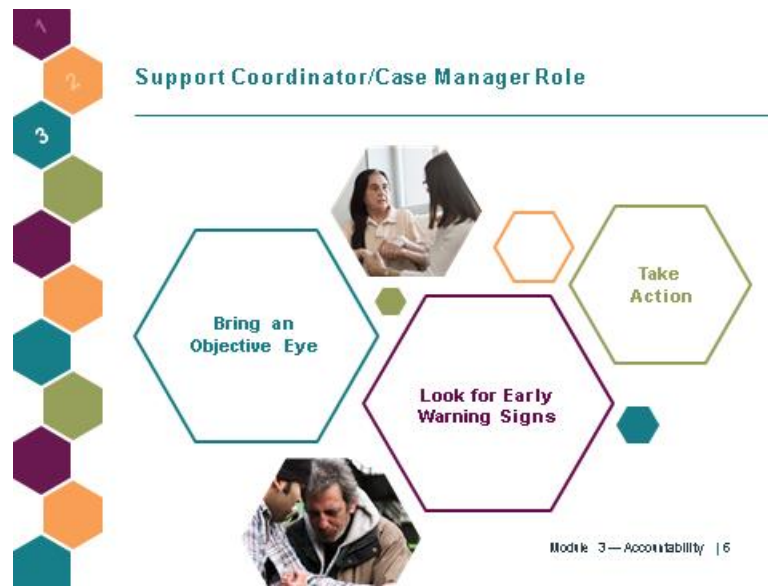 1
2
3
Support Coordinator/Case Manager Role
Take
Action
Bring an
Objective Eye
Look for Early
Warning Signs
Module 3 — Accountability | 6